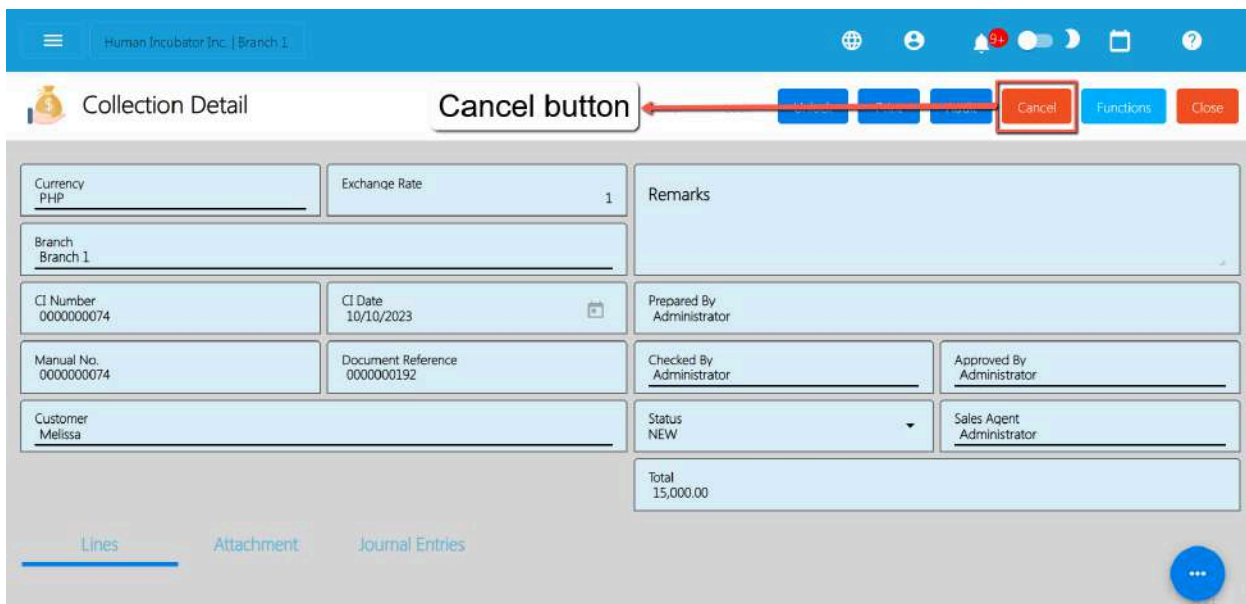 Human Incubator Inc. | Branch 1
9+
Collection Detail
Cancel button
Cancel
Functions
Close
Currency
PHP
Exchange Rate
1
Remarks
Branch
Branch 1
CI Number
0000000074
CI Date
10/10/2023
Prepared By
Administrator
Manual No.
0000000074
Document Reference
0000000192
Checked By
Administrator
Approved By
Administrator
Customer
Melissa
Status
NEW
Sales Agent
Administrator
Total
15,000.00
Lines
Attachment
Journal Entries